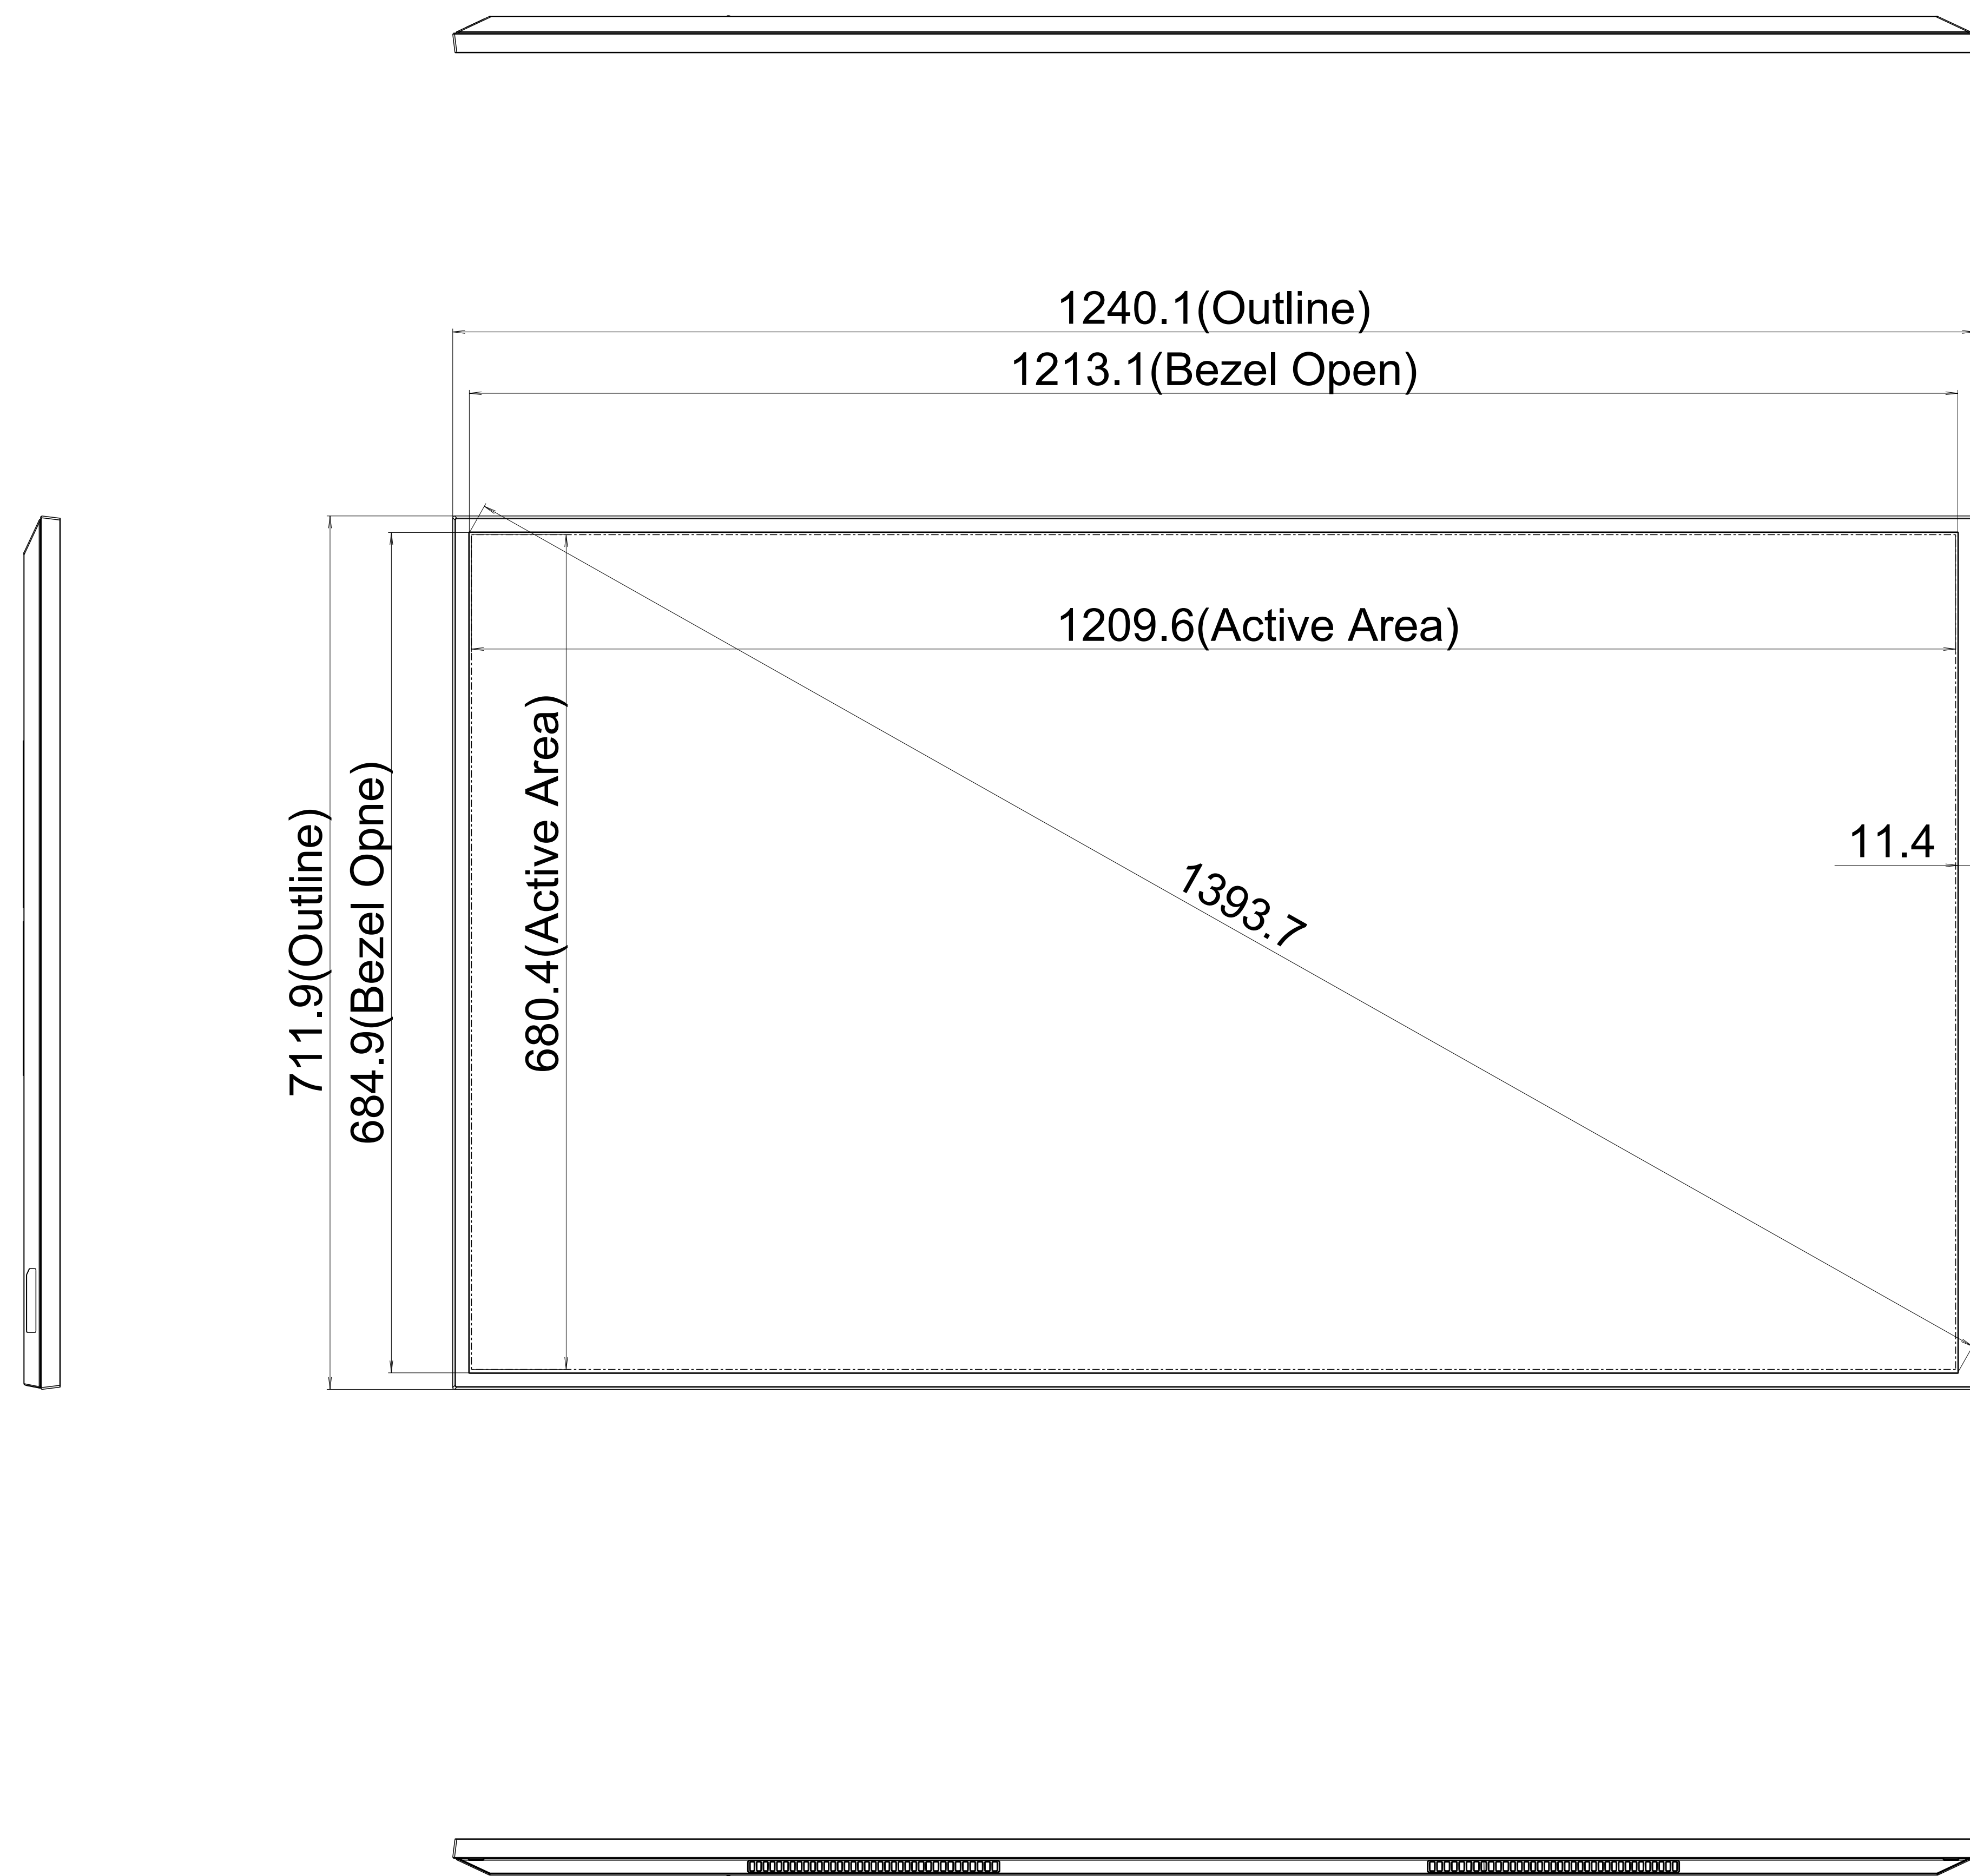 1240.1(Outline)
1213.1(Bezel Open)
1209.6(Active Area)
711.9(Outline)
684.9(Bezel Opne)
680.4(Active Area)
1393.7
11.4